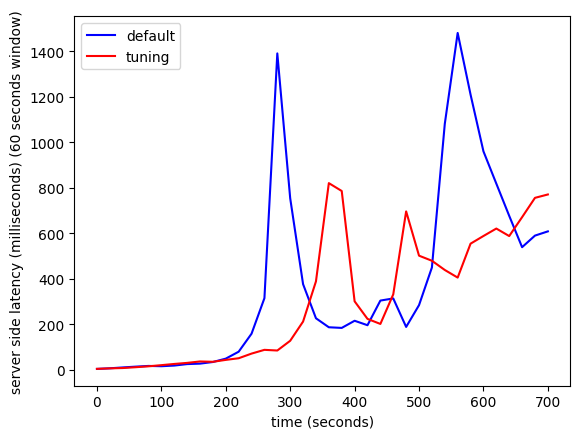 server side latency (milliseconds) (60 seconds window)
default
tuning
1400
1200
1000
800
600
400
200
0
0 100 200 300 400 500 600 700
time (seconds)